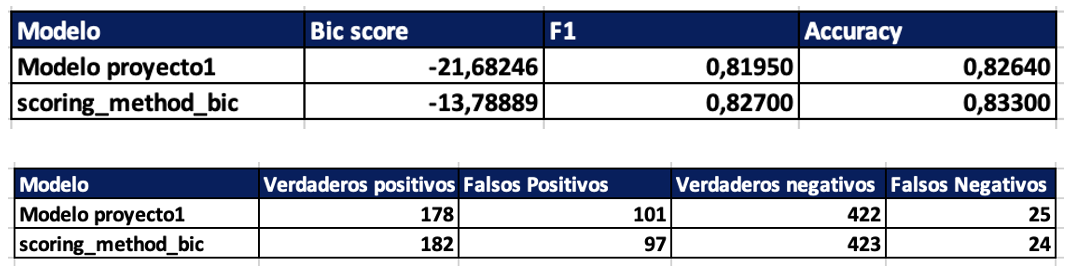 Modelo Bic score F1 Accuracy
Modelo proyecto1 -21,68246 0,81950 0,82640
scoring_method_bic -13,78889 0,82700 0,83300
Modelo Verdaderos positivos Falsos Positivos Verdaderos negativos Falsos Negativos
Modelo proyecto1 178 101 422 25
scoring_method_bic 182 97 423 24